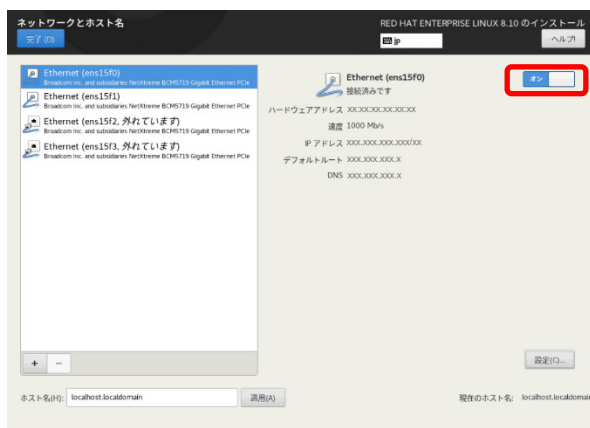 ネットワークとホスト名
RED HAT ENTERPRISE LINUX 8.10 のインストール
完了 (D)
jp
ヘルプ!
Ethernet (ens15f0)
Broadcom Inc. and subsidiaries NetXtreme BCM5719 Gigabit Ethernet PCIe
Ethernet (ens15f1)
Broadcom Inc. and subsidiaries NetXtreme BCM5719 Gigabit Ethernet PCIe
Ethernet (ens15f2, 外れています)
Broadcom Inc. and subsidiaries NetXtreme BCM5719 Gigabit Ethernet PCIe
Ethernet (ens15f3, 外れています)
Broadcom Inc. and subsidiaries NetXtreme BCM5719 Gigabit Ethernet PCIe
Ethernet (ens15f0)
接続済みです
オン
ハードウェアアドレス XX:XX:XX:XX:XX:XX
速度 1000 Mb/s
IP アドレス XXX.XXX.XXX.XXX/XX
デフォルトルート XXX.XXX.XXX.X
DNS XXX.XXX.XXX.X
+ −
設定(C)...
ホスト名(H): localhost.localdomain 適用(A) 現在のホスト名: localhost.localdomai